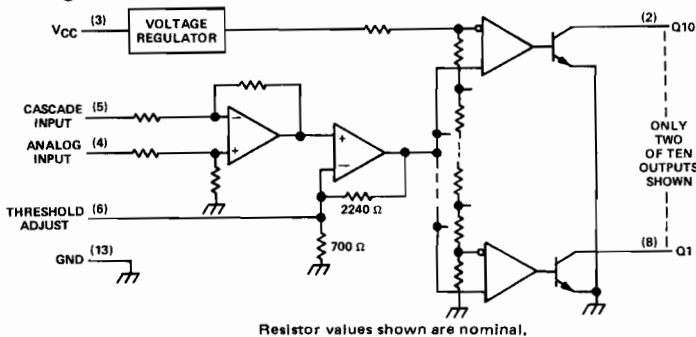 VCC (3)
VOLTAGE
REGULATOR
(2) Q10
CASCADE
INPUT (5)
ANALOG
INPUT (4)
THRESHOLD
ADJUST (6)
GND (13)
2240 Ω
700 Ω
ONLY
TWO
OF TEN
OUTPUTS
SHOWN
(8) Q1
Resistor values shown are nominal.